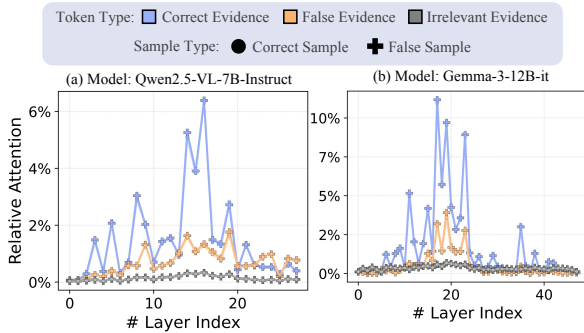 Token Type: Correct Evidence False Evidence Irrelevant Evidence
Sample Type: Correct Sample False Sample
(a) Model: Qwen2.5-VL-7B-Instruct
6%
4%
2%
0%
Relative Attention
0 10 20
# Layer Index
(b) Model: Gemma-3-12B-it
10%
7%
5%
2%
0%
0 20 40
# Layer Index